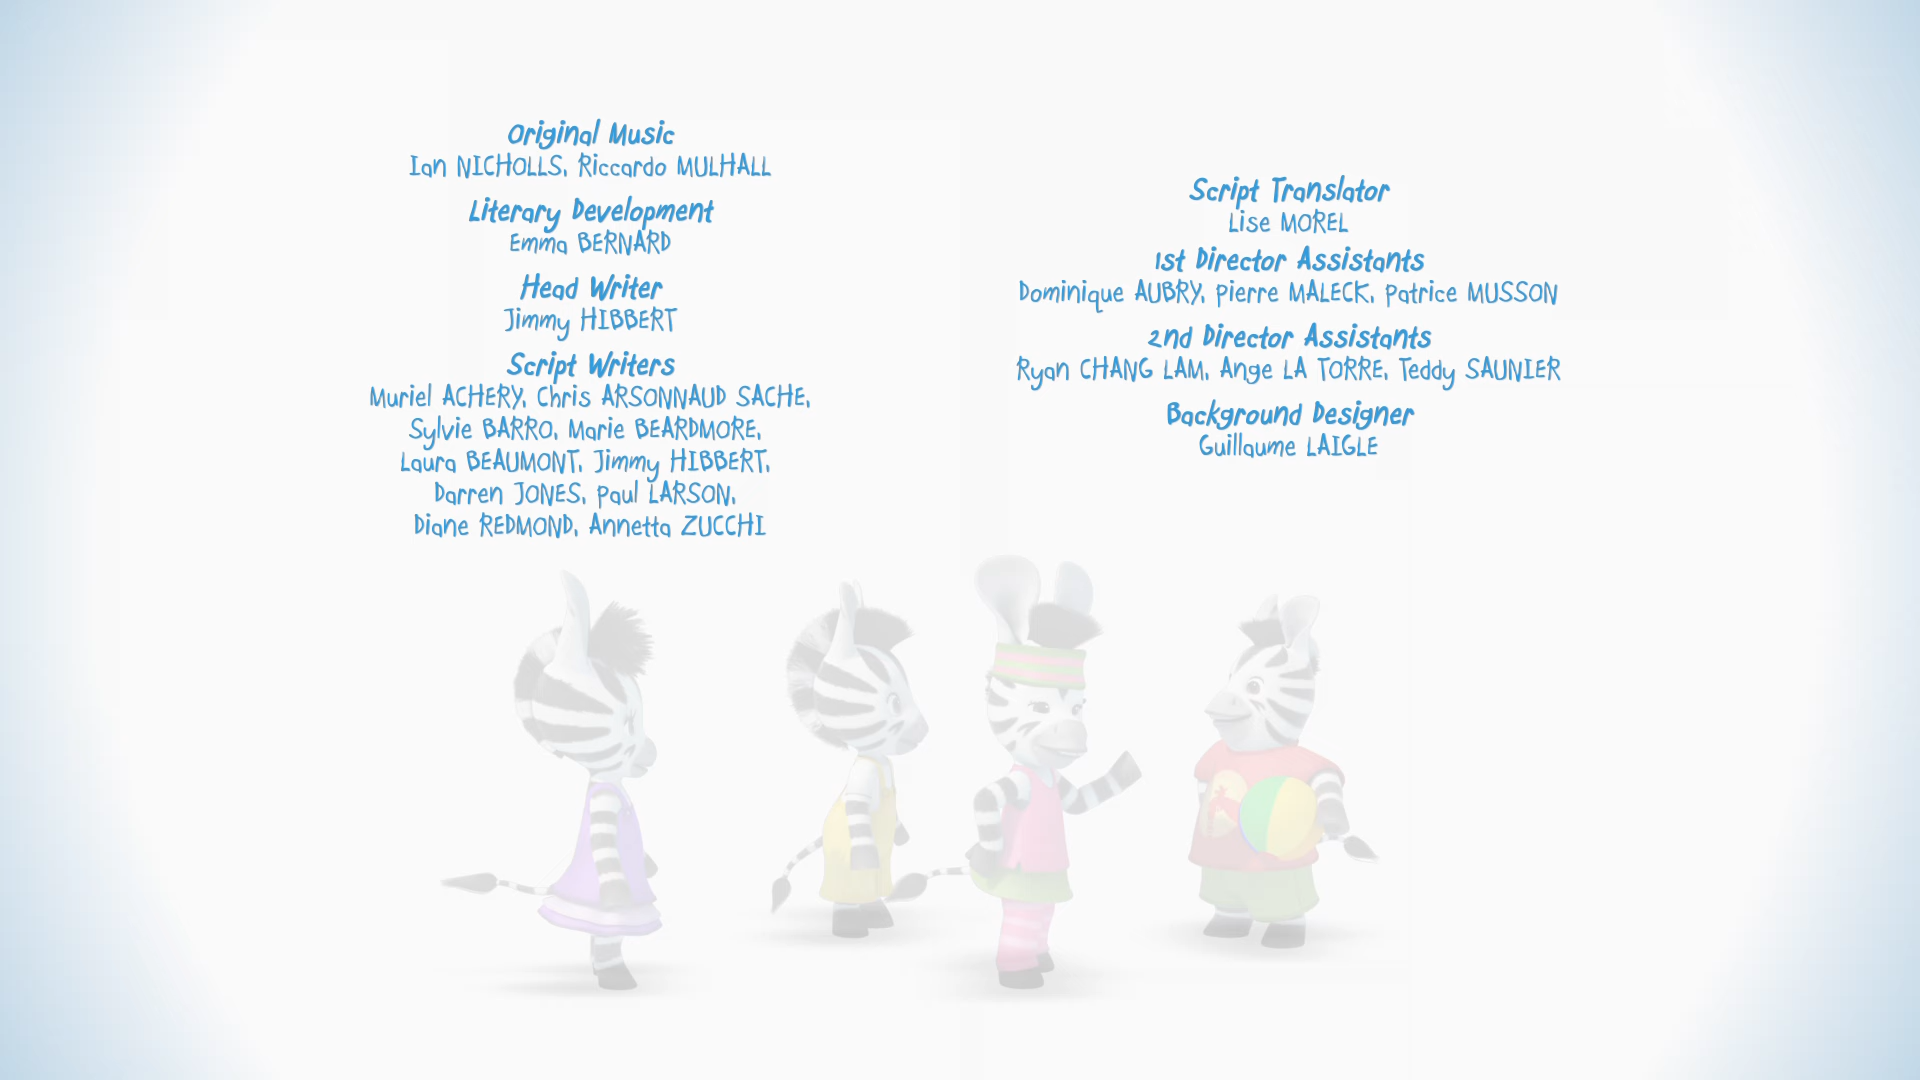 Original Music
Ian NICHOLLS, Riccardo MULHALL
Literary Development
Emma BERNARD
Head Writer
Jimmy HIBBERT
Script Writers
Muriel ACHERY, Chris ARSONNAUD SACHE,
Sylvie BARRO, Marie BEARDMORE,
Laura BEAUMONT, Jimmy HIBBERT,
Darren JONES, Paul LARSON,
Diane REDMOND, Annetta ZUCCHI
Script Translator
Lise MOREL
1st Director Assistants
Dominique AUBRY, Pierre MALECK, Patrice MUSSON
2nd Director Assistants
Ryan CHANG LAM, Ange LA TORRE, Teddy SAUNIER
Background Designer
Guillaume LAIGLE